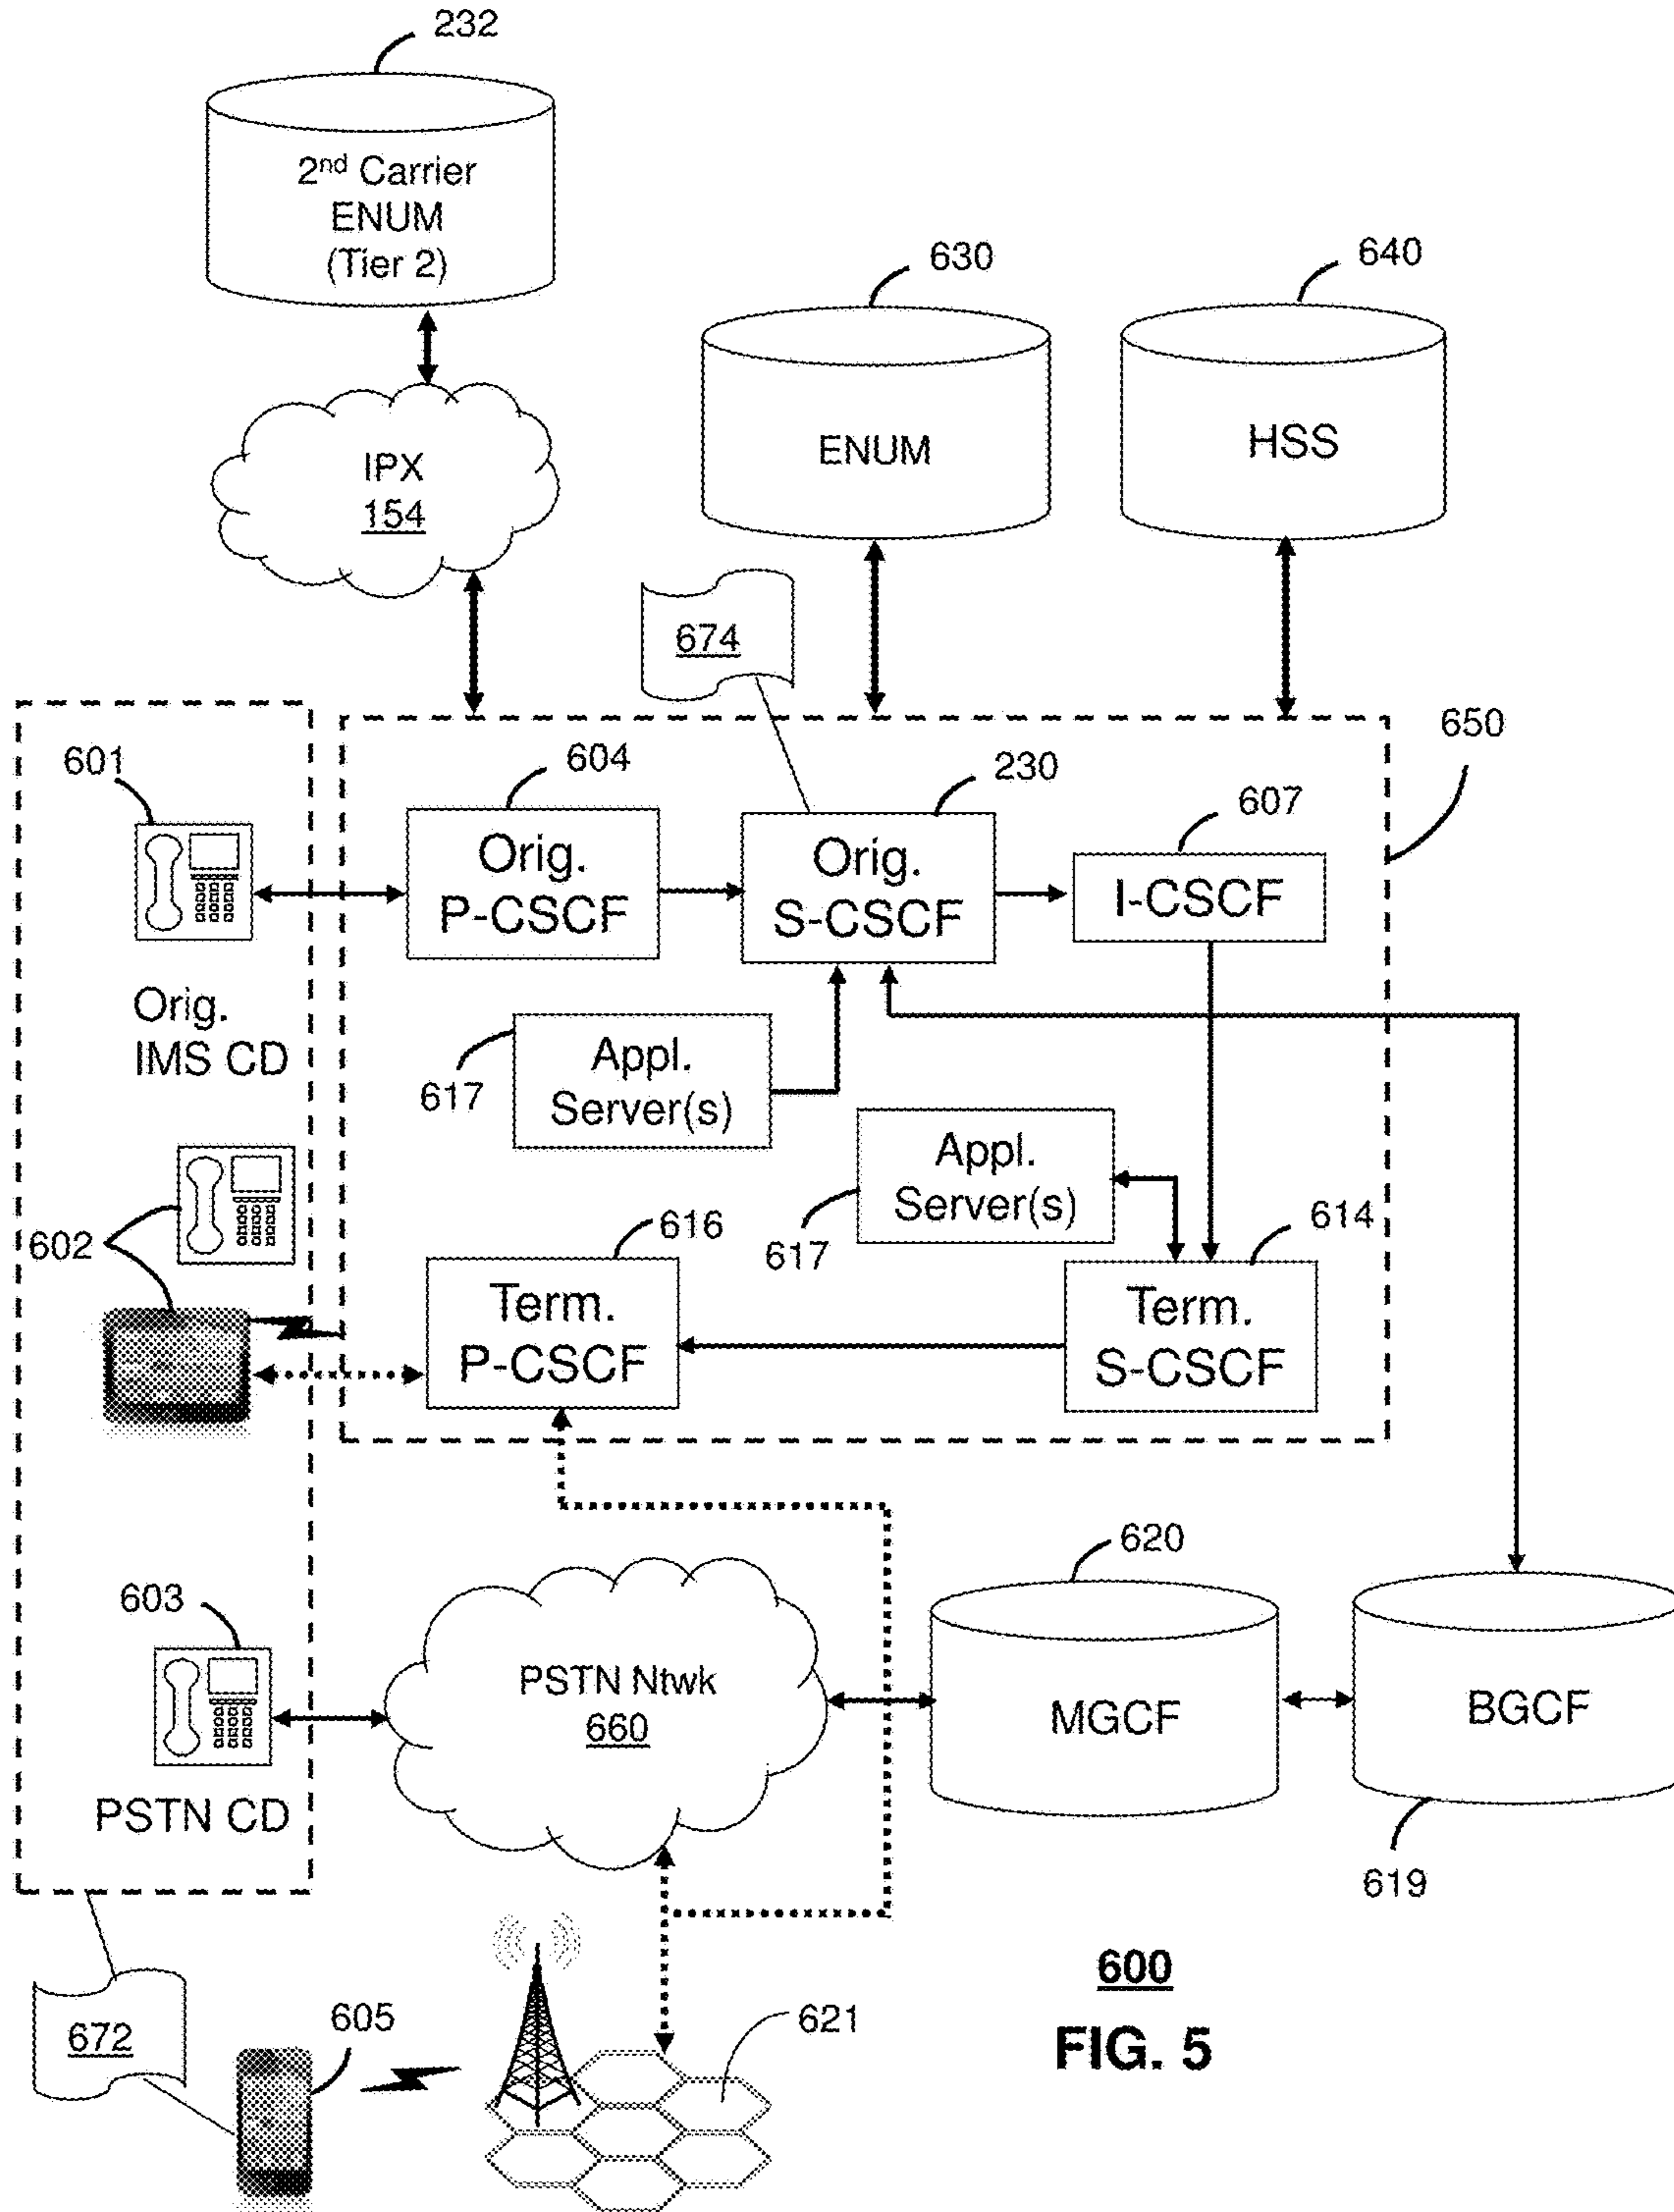 232
2nd Carrier
ENUM
(Tier 2)
630
640
IPX
154
ENUM
HSS
674
650
601
604
230
607
Orig.
P-CSCF
Orig.
S-CSCF
I-CSCF
Orig.
IMS CD
617
Appl.
Server(s)
Appl.
Server(s)
617
602
616
614
Term.
P-CSCF
Term.
S-CSCF
603
620
PSTN Ntwk
660
MGCF
BGCF
PSTN CD
619
672
605
621
600
FIG. 5